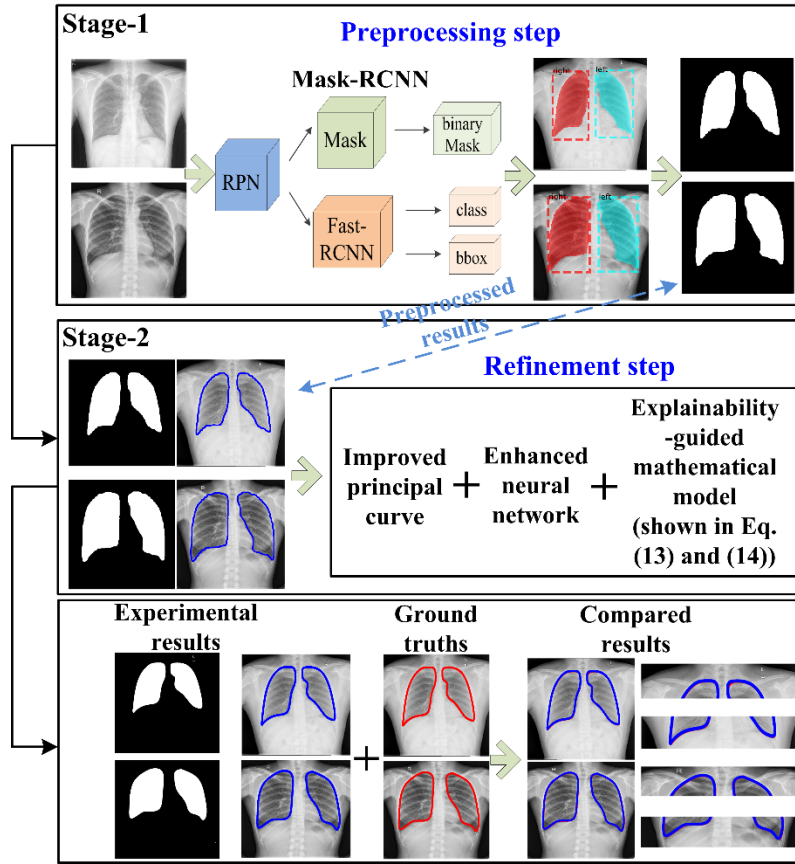 Stage-1
Preprocessing step
Mask-RCNN
RPN
Mask
binary
Mask
Fast-
RCNN
class
bbox
right
left
right
left
Preprocessed
results
Stage-2
Refinement step
Improved
principal
curve
+
Enhanced
neural
network
+
Explainability
-guided
mathematical
model
(shown in Eq.
(13) and (14))
Experimental
results
+
Ground
truths
Compared
results